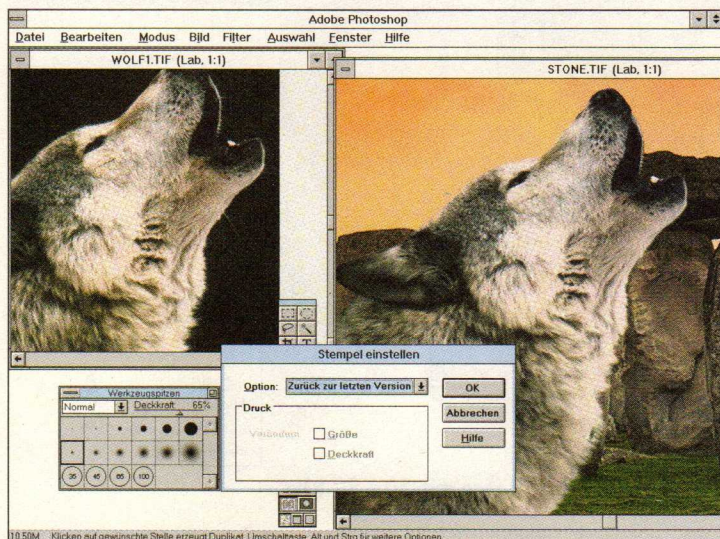 Adobe Photoshop
Datei Bearbeiten Modus Bild Filter Auswahl Fenster Hilfe
WOLF1.TIF (Lab, 1:1)
STONE.TIF (Lab, 1:1)
Stempel einstellen
Option: Zurück zur letzten Version
OK
Druck
Abbrechen
Verändern: Größe
Hilfe
Deckkraft
Werkzeugspitzen
Normal Deckkraft 65%
35 45 65 100
10,50M Klicken auf gewünschte Stelle erzeugt Duplikat. Umschalttaste, Alt und Strg für weitere Optionen.